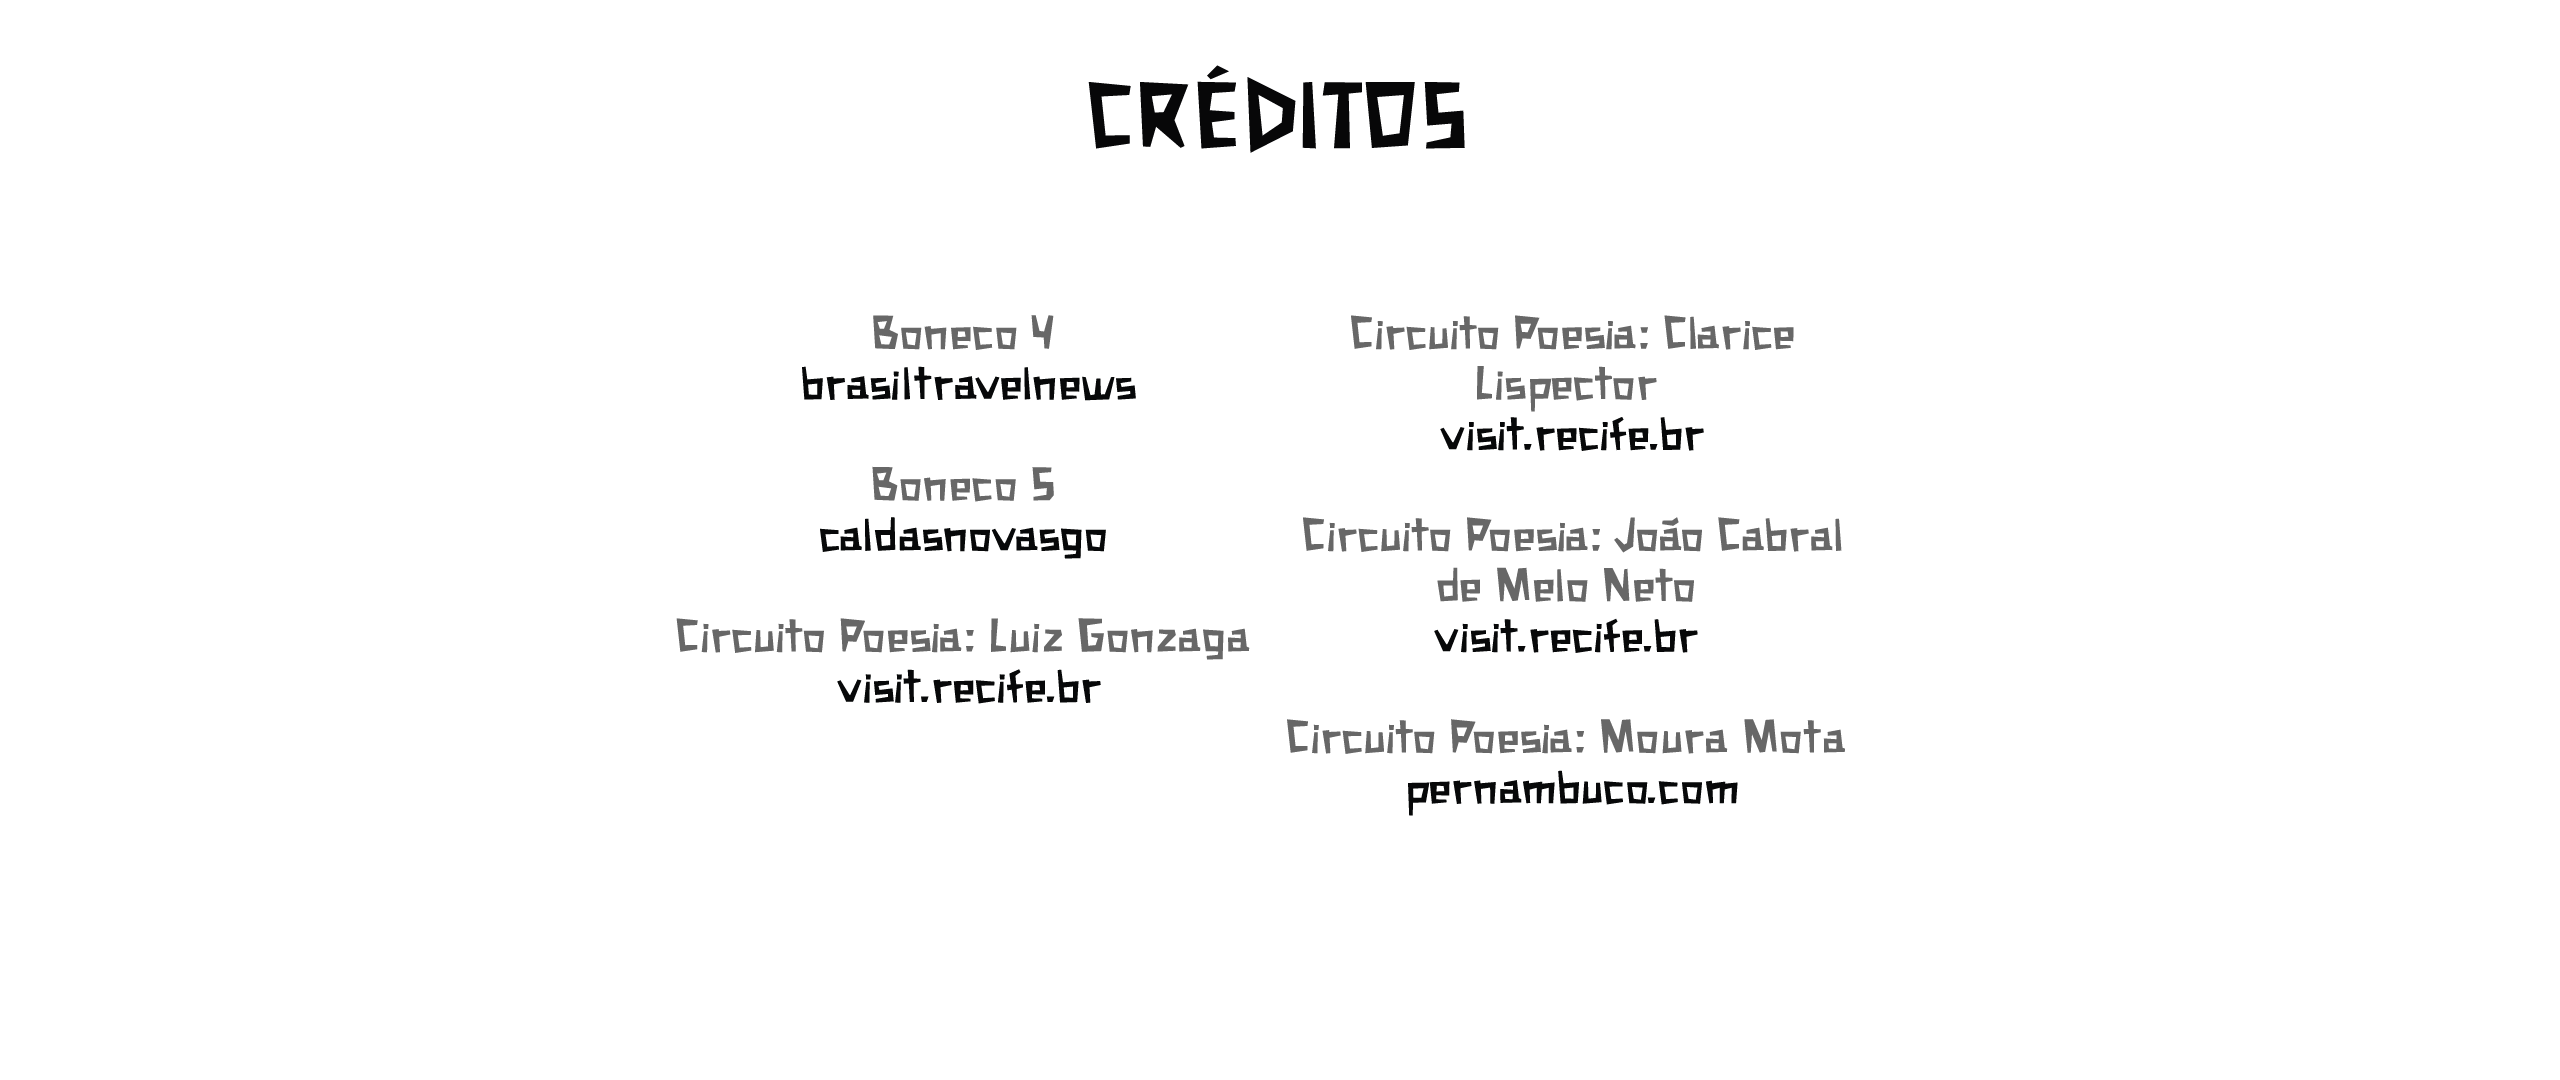 CRÉDITOS
Boneco 4
brasiltravelnews
Boneco 5
caldasnovasgo
Circuito Poesia: Luiz Gonzaga
visit.recife.br
Circuito Poesia: Clarice
Lispector
visit.recife.br
Circuito Poesia: João Cabral
de Melo Neto
visit.recife.br
Circuito Poesia: Moura Mota
pernambuco.com